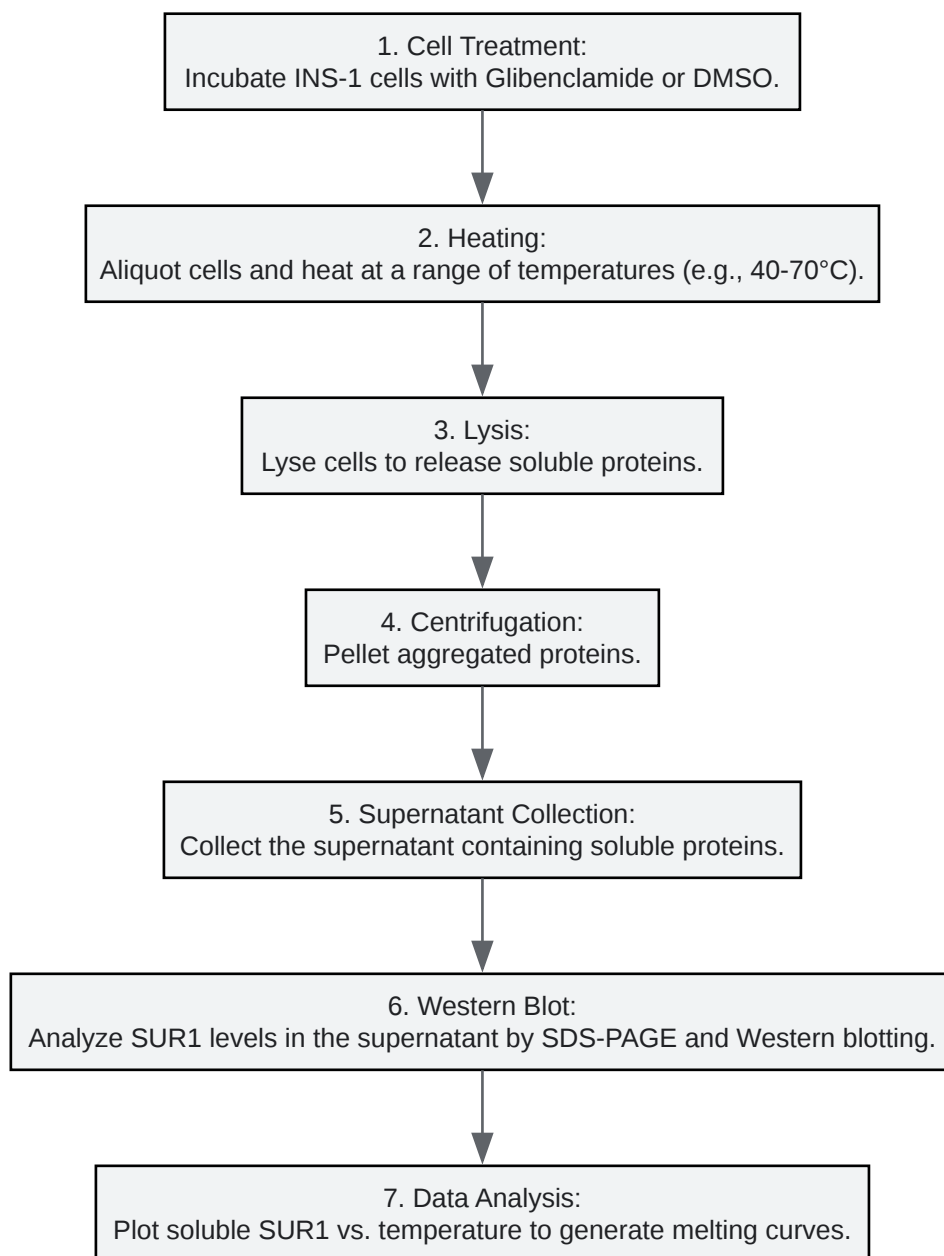 1. Cell Treatment:
Incubate INS-1 cells with Glibenclamide or DMSO.
2. Heating:
Aliquot cells and heat at a range of temperatures (e.g., 40-70°C).
3. Lysis:
Lyse cells to release soluble proteins.
4. Centrifugation:
Pellet aggregated proteins.
5. Supernatant Collection:
Collect the supernatant containing soluble proteins.
6. Western Blot:
Analyze SUR1 levels in the supernatant by SDS-PAGE and Western blotting.
7. Data Analysis:
Plot soluble SUR1 vs. temperature to generate melting curves.